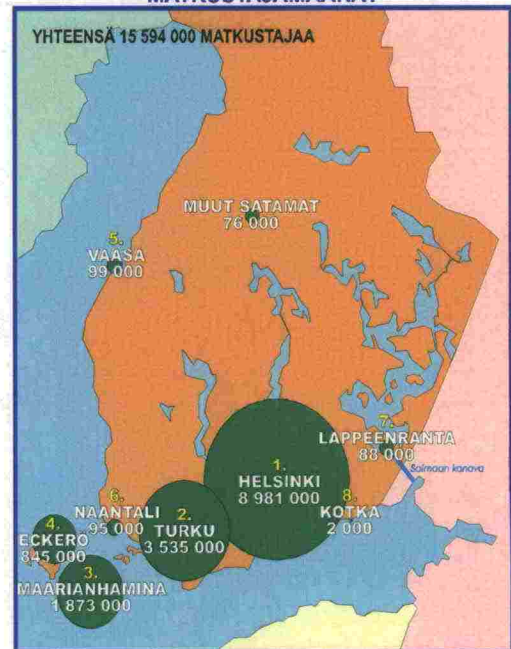 MATKUSTAJAMÄÄRÄT
YHTEENSÄ 15 594 000 MATKUSTAJAA
MUUT SATAMAT
76 000
5.
VAASA
99 000
7.
LAPPEENRANTA
88 000
Saimaan kanava
1.
HELSINKI
8 981 000
8.
KOTKA
2 000
6.
NAANTALI
95 000
2.
TURKU
3 535 000
4.
ECKERO
845 000
3.
MAARIANHAMINA
1 873 000